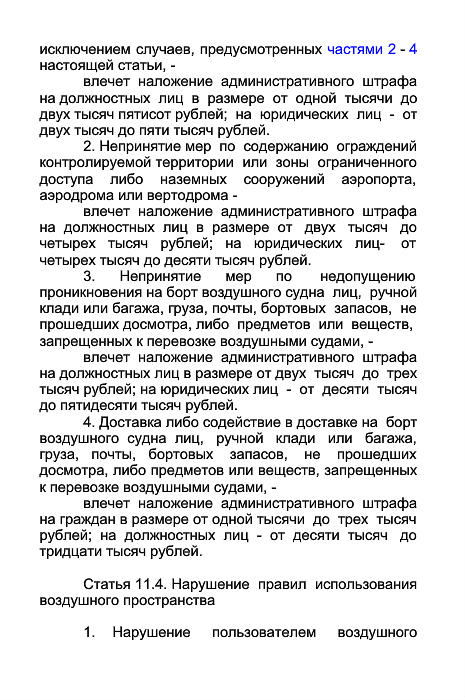 исключением случаев, предусмотренных частями 2 - 4
настоящей статьи, -
влечет наложение административного штрафа
на должностных лиц в размере от одной тысячи до
двух тысяч пятисот рублей; на юридических лиц - от
двух тысяч до пяти тысяч рублей.
2. Непринятие мер по содержанию ограждений
контролируемой территории или зоны ограниченного
доступа либо наземных сооружений аэропорта,
аэродрома или вертодрома -
влечет наложение административного штрафа
на должностных лиц в размере от двух тысяч до
четырех тысяч рублей; на юридических лиц- от
четырех тысяч до десяти тысяч рублей.
3. Непринятие мер по недопущению
проникновения на борт воздушного судна лиц, ручной
клади или багажа, груза, почты, бортовых запасов, не
прошедших досмотра, либо предметов или веществ,
запрещенных к перевозке воздушными судами, -
влечет наложение административного штрафа
на должностных лиц в размере от двух тысяч до трех
тысяч рублей; на юридических лиц - от десяти тысяч
до пятидесяти тысяч рублей.
4. Доставка либо содействие в доставке на борт
воздушного судна лиц, ручной клади или багажа,
груза, почты, бортовых запасов, не прошедших
досмотра, либо предметов или веществ, запрещенных
к перевозке воздушными судами, -
влечет наложение административного штрафа
на граждан в размере от одной тысячи до трех тысяч
рублей; на должностных лиц - от десяти тысяч до
тридцати тысяч рублей.
Статья 11.4. Нарушение правил использования
воздушного пространства
1. Нарушение пользователем воздушного